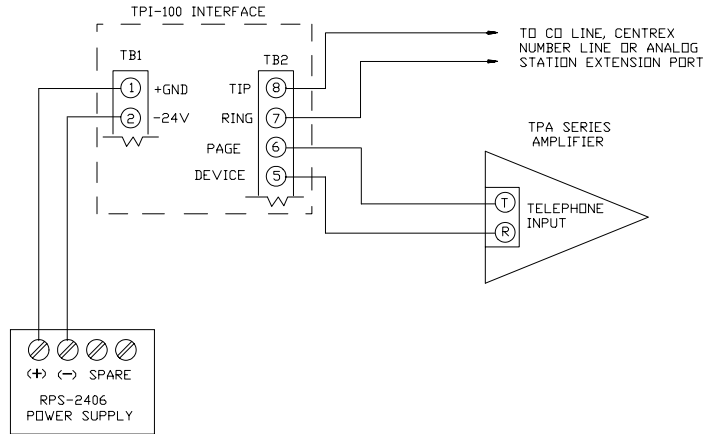 TPI-100 INTERFACE
TO CO LINE, CENTREX
NUMBER LINE OR ANALOG
STATION EXTENSION PORT
TB1
TB2
1 +GND
2 -24V
TIP 8
RING 7
PAGE 6
DEVICE 5
TPA SERIES
AMPLIFIER
T
R
TELEPHONE
INPUT
(+) (-) SPARE
RPS-2406
POWER SUPPLY